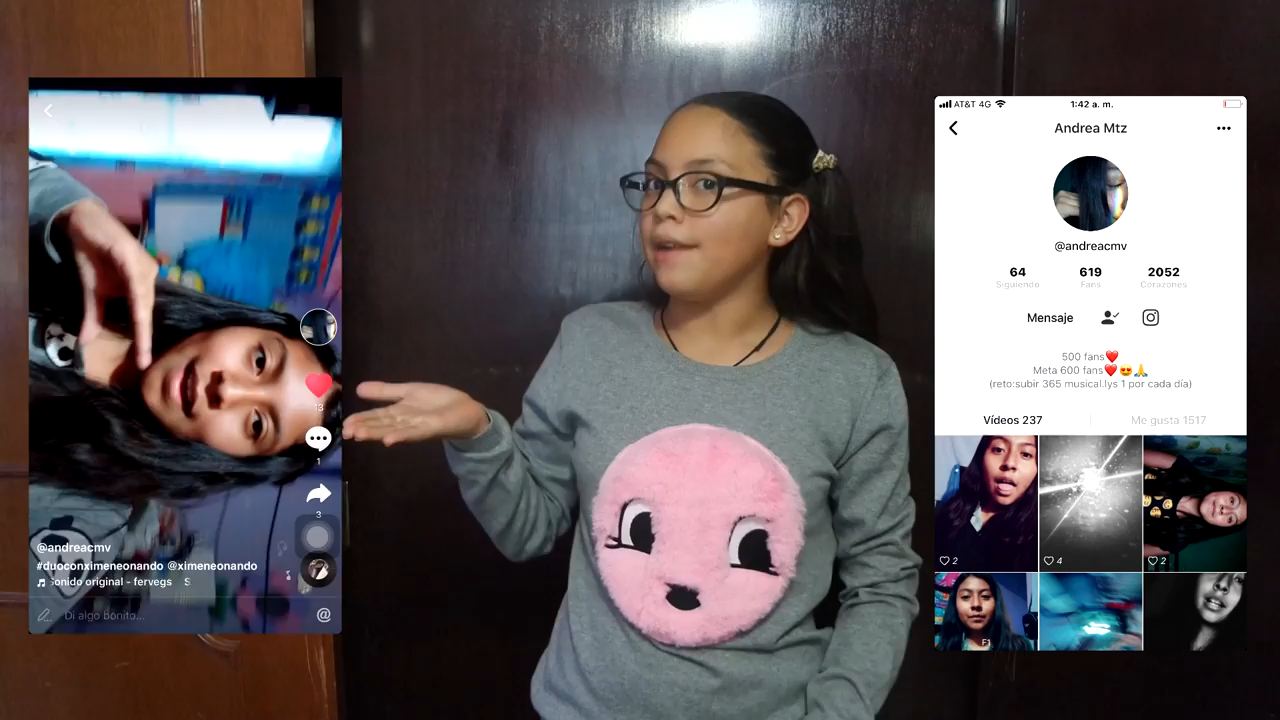 13
1
3
@andreacmv
#duoconximeneonando @ximeneonando
sonido original - fervegs S
Di algo bonito...
@
AT&T 4G 1:42 a. m.
Andrea Mtz
@andreacmv
64 619 2052
Siguiendo Fans Corazones
Mensaje
500 fans❤️
Meta 600 fans❤️😍🙏
(reto:subir 365 musical.lys 1 por cada día)
Vídeos 237 Me gusta 1517
2 4 2